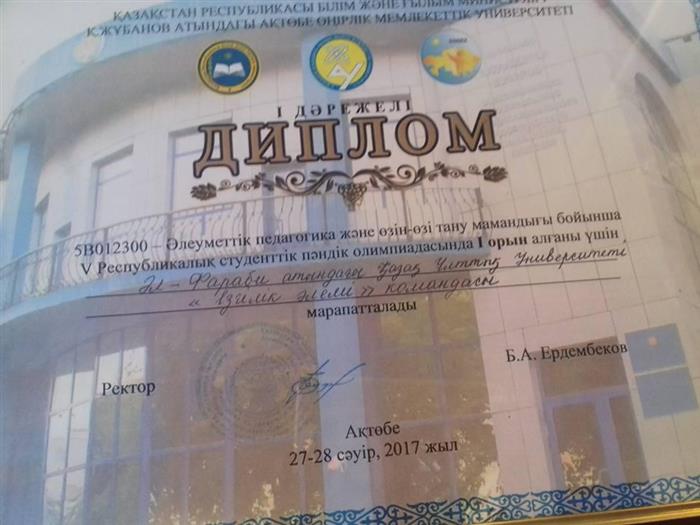 ҚАЗАҚСТАН РЕСПУБЛИКАСЫ БІЛІМ ЖӘНЕ ҒЫЛЫМ МИНИСТРЛІГІ
Қ.ЖҰБАНОВ АТЫНДАҒЫ АҚТӨБЕ ӨҢІРЛІК МЕМЛЕКЕТТІК УНИВЕРСИТЕТІ
І ДӘРЕЖЕЛІ
ДИПЛОМ
5В012300 – Әлеуметтік педагогика және өзін-өзі тану мамандығы бойынша
V Республикалық студенттік пәндік олимпиадасында І орын алғаны үшін
Әл – Фараби атындағы Қазақ Ұлттық Университеті
« Ізгілік әлемі » командасы
марапатталады
Ректор
Б.А. Ердембеков
Ақтөбе
27-28 сәуір, 2017 жыл